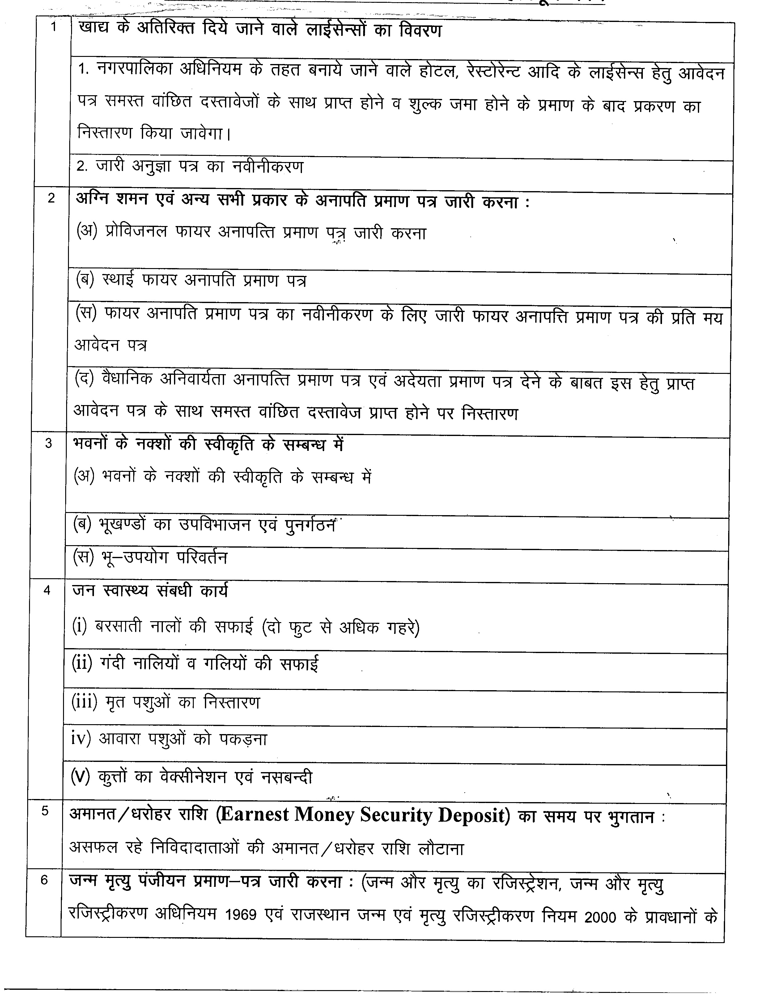 1 खाद्य के अतिरिक्त दिये जाने वाले लाईसेन्सों का विवरण
1. नगरपालिका अधिनियम के तहत बनाये जाने वाले होटल, रेस्टोरेन्ट आदि के लाईसेन्स हेतु आवेदन
पत्र समस्त वांछित दस्तावेजों के साथ प्राप्त होने व शुल्क जमा होने के प्रमाण के बाद प्रकरण का
निस्तारण किया जावेगा।
2. जारी अनुज्ञा पत्र का नवीनीकरण
2 अग्नि शमन एवं अन्य सभी प्रकार के अनापति प्रमाण पत्र जारी करना :
(अ) प्रोविजनल फायर अनापत्ति प्रमाण पत्र जारी करना
(ब) स्थाई फायर अनापति प्रमाण पत्र
(स) फायर अनापति प्रमाण पत्र का नवीनीकरण के लिए जारी फायर अनापत्ति प्रमाण पत्र की प्रति मय
आवेदन पत्र
(द) वैधानिक अनिवार्यता अनापत्ति प्रमाण पत्र एवं अदेयता प्रमाण पत्र देने के बाबत इस हेतु प्राप्त
आवेदन पत्र के साथ समस्त वांछित दस्तावेज प्राप्त होने पर निस्तारण
3 भवनों के नक्शों की स्वीकृति के सम्बन्ध में
(अ) भवनों के नक्शों की स्वीकृति के सम्बन्ध में
(ब) भूखण्डों का उपविभाजन एवं पुनर्गठन
(स) भू–उपयोग परिवर्तन
4 जन स्वास्थ्य संबधी कार्य
(i) बरसाती नालों की सफाई (दो फुट से अधिक गहरे)
(ii) गंदी नालियों व गलियों की सफाई
(iii) मृत पशुओं का निस्तारण
iv) आवारा पशुओं को पकड़ना
(V) कुत्तों का वेक्सीनेशन एवं नसबन्दी
5 अमानत/धरोहर राशि (Earnest Money Security Deposit) का समय पर भुगतान :
असफल रहे निविदादाताओं की अमानत/धरोहर राशि लौटाना
6 जन्म मृत्यु पंजीयन प्रमाण–पत्र जारी करना : (जन्म और मृत्यु का रजिस्ट्रेशन, जन्म और मृत्यु
रजिस्ट्रीकरण अधिनियम 1969 एवं राजस्थान जन्म एवं मृत्यु रजिस्ट्रीकरण नियम 2000 के प्रावधानों के